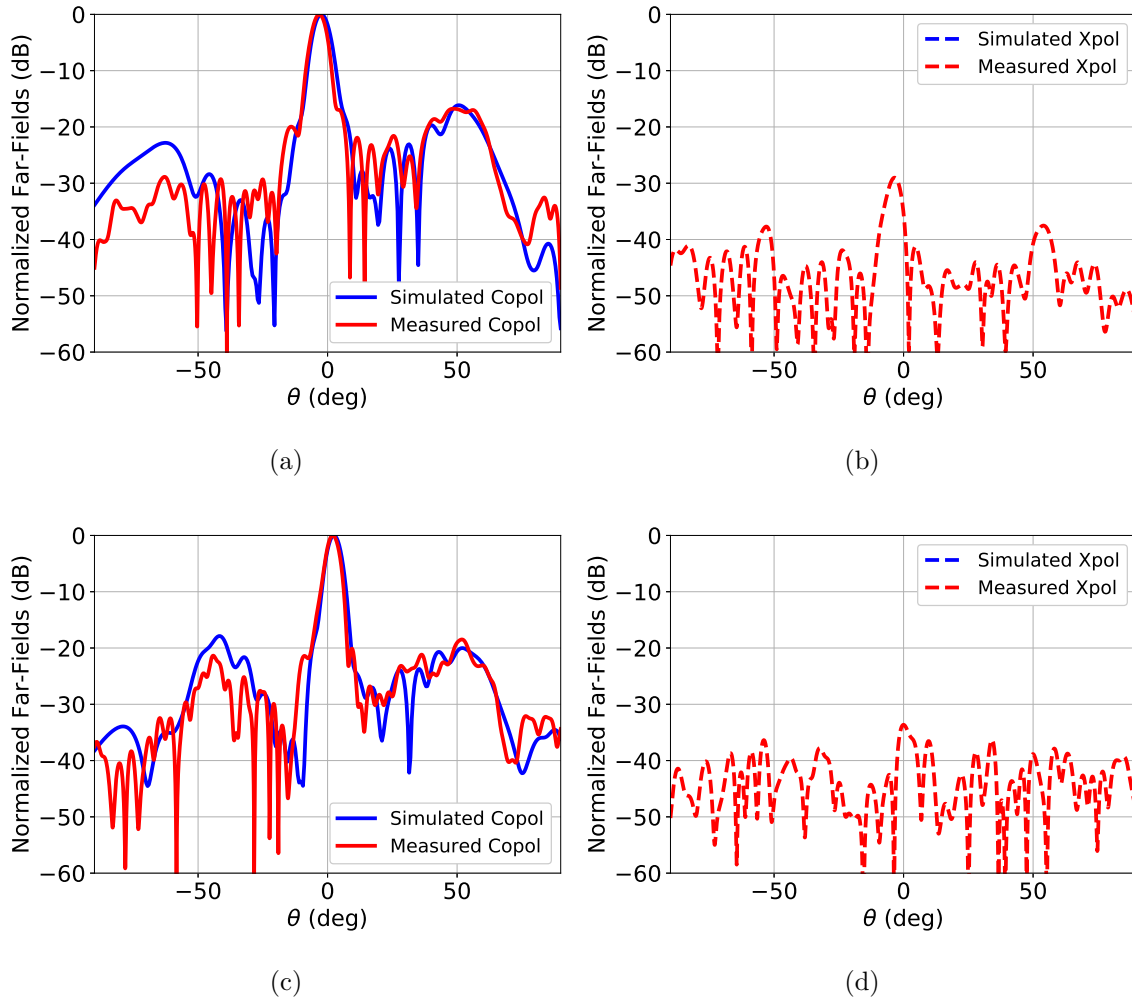 0
−10
−20
−30
−40
−50
−60
Normalized Far-Fields (dB)
Simulated Copol
Measured Copol
−50
0
50
θ (deg)
(a)
0
−10
−20
−30
−40
−50
−60
Normalized Far-Fields (dB)
Simulated Xpol
Measured Xpol
−50
0
50
θ (deg)
(b)
0
−10
−20
−30
−40
−50
−60
Normalized Far-Fields (dB)
Simulated Copol
Measured Copol
−50
0
50
θ (deg)
(c)
0
−10
−20
−30
−40
−50
−60
Normalized Far-Fields (dB)
Simulated Xpol
Measured Xpol
−50
0
50
θ (deg)
(d)